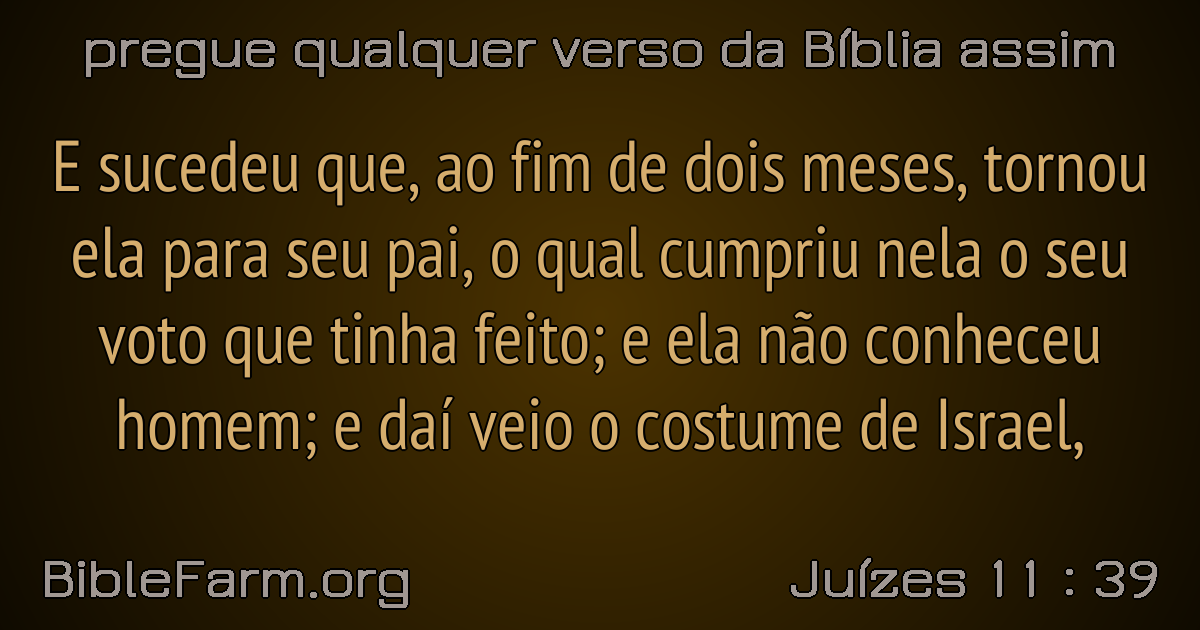 pregue qualquer verso da Bíblia assim
E sucedeu que, ao fim de dois meses, tornou
ela para seu pai, o qual cumpriu nela o seu
voto que tinha feito; e ela não conheceu
homem; e daí veio o costume de Israel,
BibleFarm.org
Juízes 11 : 39